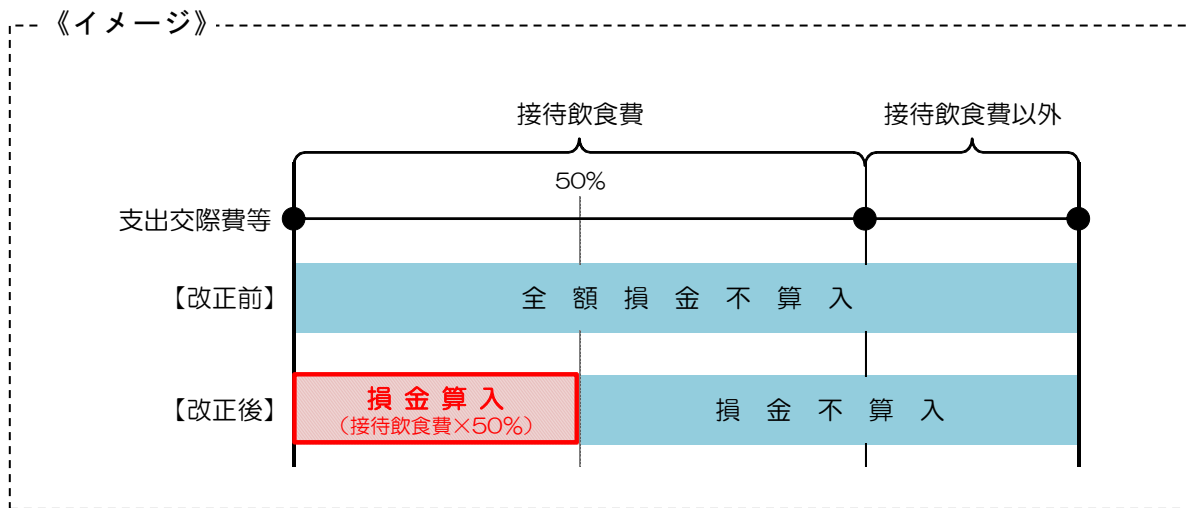 《イメージ》
接待飲食費
接待飲食費以外
50%
支出交際費等
【改正前】
全額損金不算入
【改正後】
損金算入
(接待飲食費×50%)
損金不算入